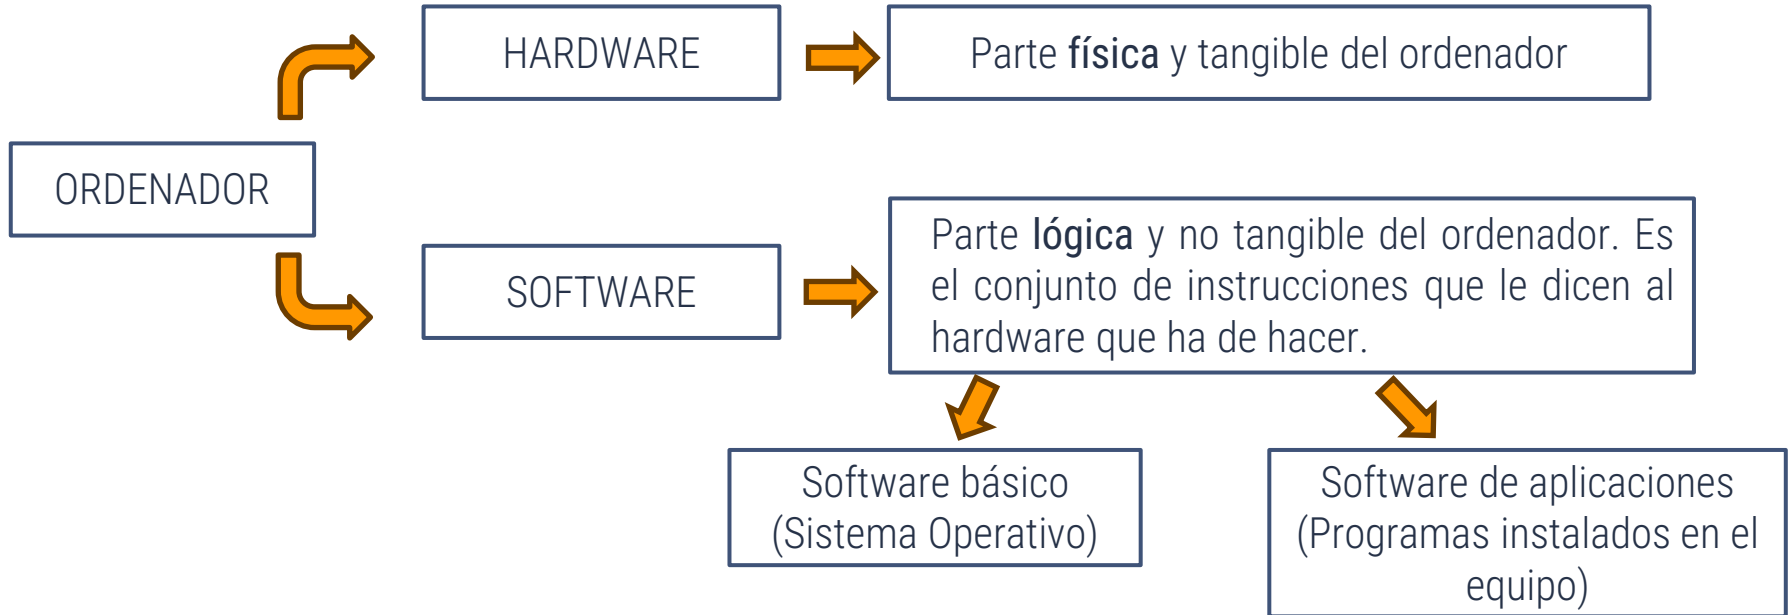 HARDWARE
Parte física y tangible del ordenador
ORDENADOR
SOFTWARE
Parte lógica y no tangible del ordenador. Es
el conjunto de instrucciones que le dicen al
hardware que ha de hacer.
Software básico
(Sistema Operativo)
Software de aplicaciones
(Programas instalados en el
equipo)